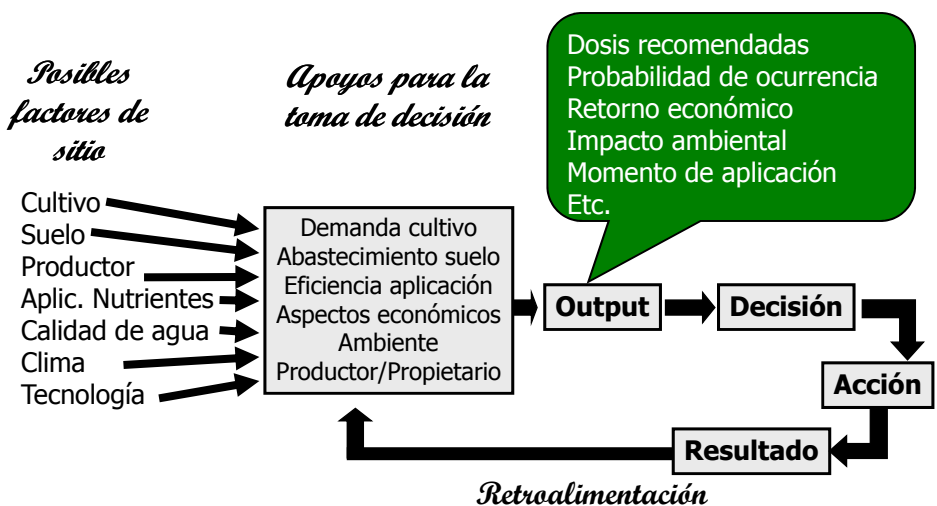 Posibles
factores de
sitio
Cultivo
Suelo
Productor
Aplic. Nutrientes
Calidad de agua
Clima
Tecnología
Apoyos para la
toma de decisión
Demanda cultivo
Abastecimiento suelo
Eficiencia aplicación
Aspectos económicos
Ambiente
Productor/Propietario
Dosis recomendadas
Probabilidad de ocurrencia
Retorno económico
Impacto ambiental
Momento de aplicación
Etc.
Output
Decisión
Acción
Resultado
Retroalimentación